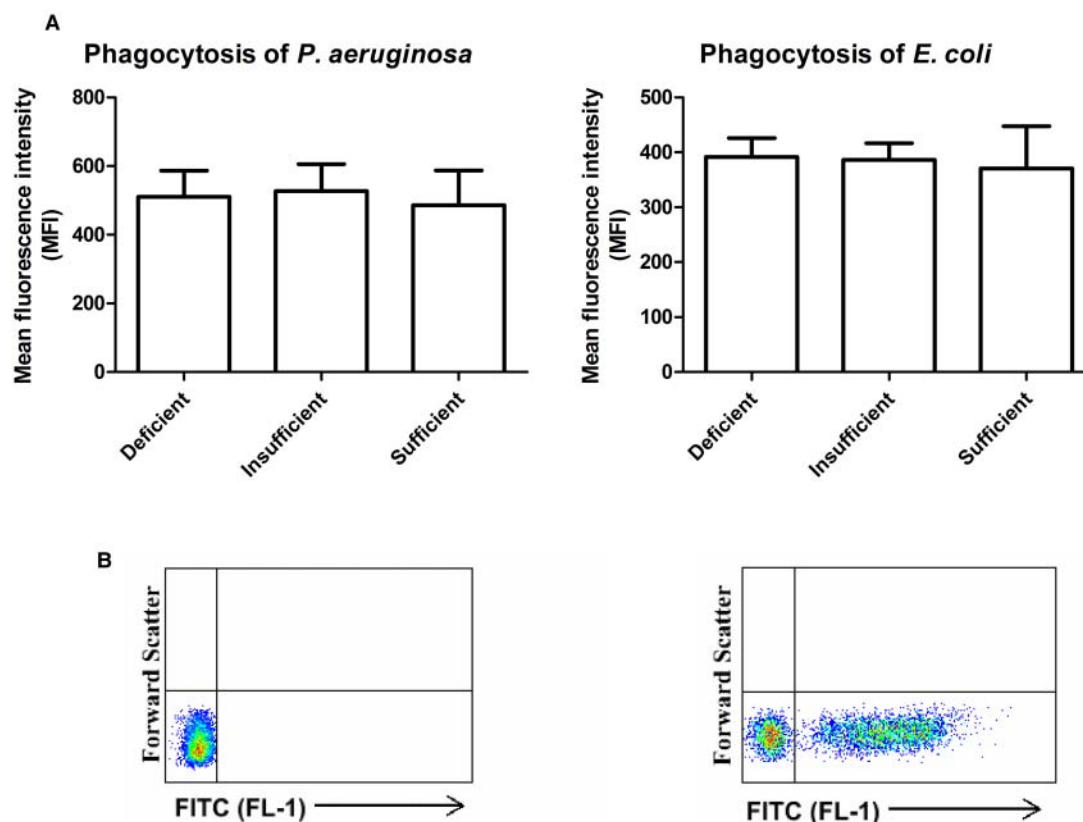 A
Phagocytosis of P. aeruginosa
Mean fluorescence intensity
(MFI)
800
600
400
200
0
Deficient
Insufficient
Sufficient
Phagocytosis of E. coli
Mean fluorescence intensity
(MFI)
500
400
300
200
100
0
Deficient
Insufficient
Sufficient
B
Forward Scatter
FITC (FL-1)
Forward Scatter
FITC (FL-1)